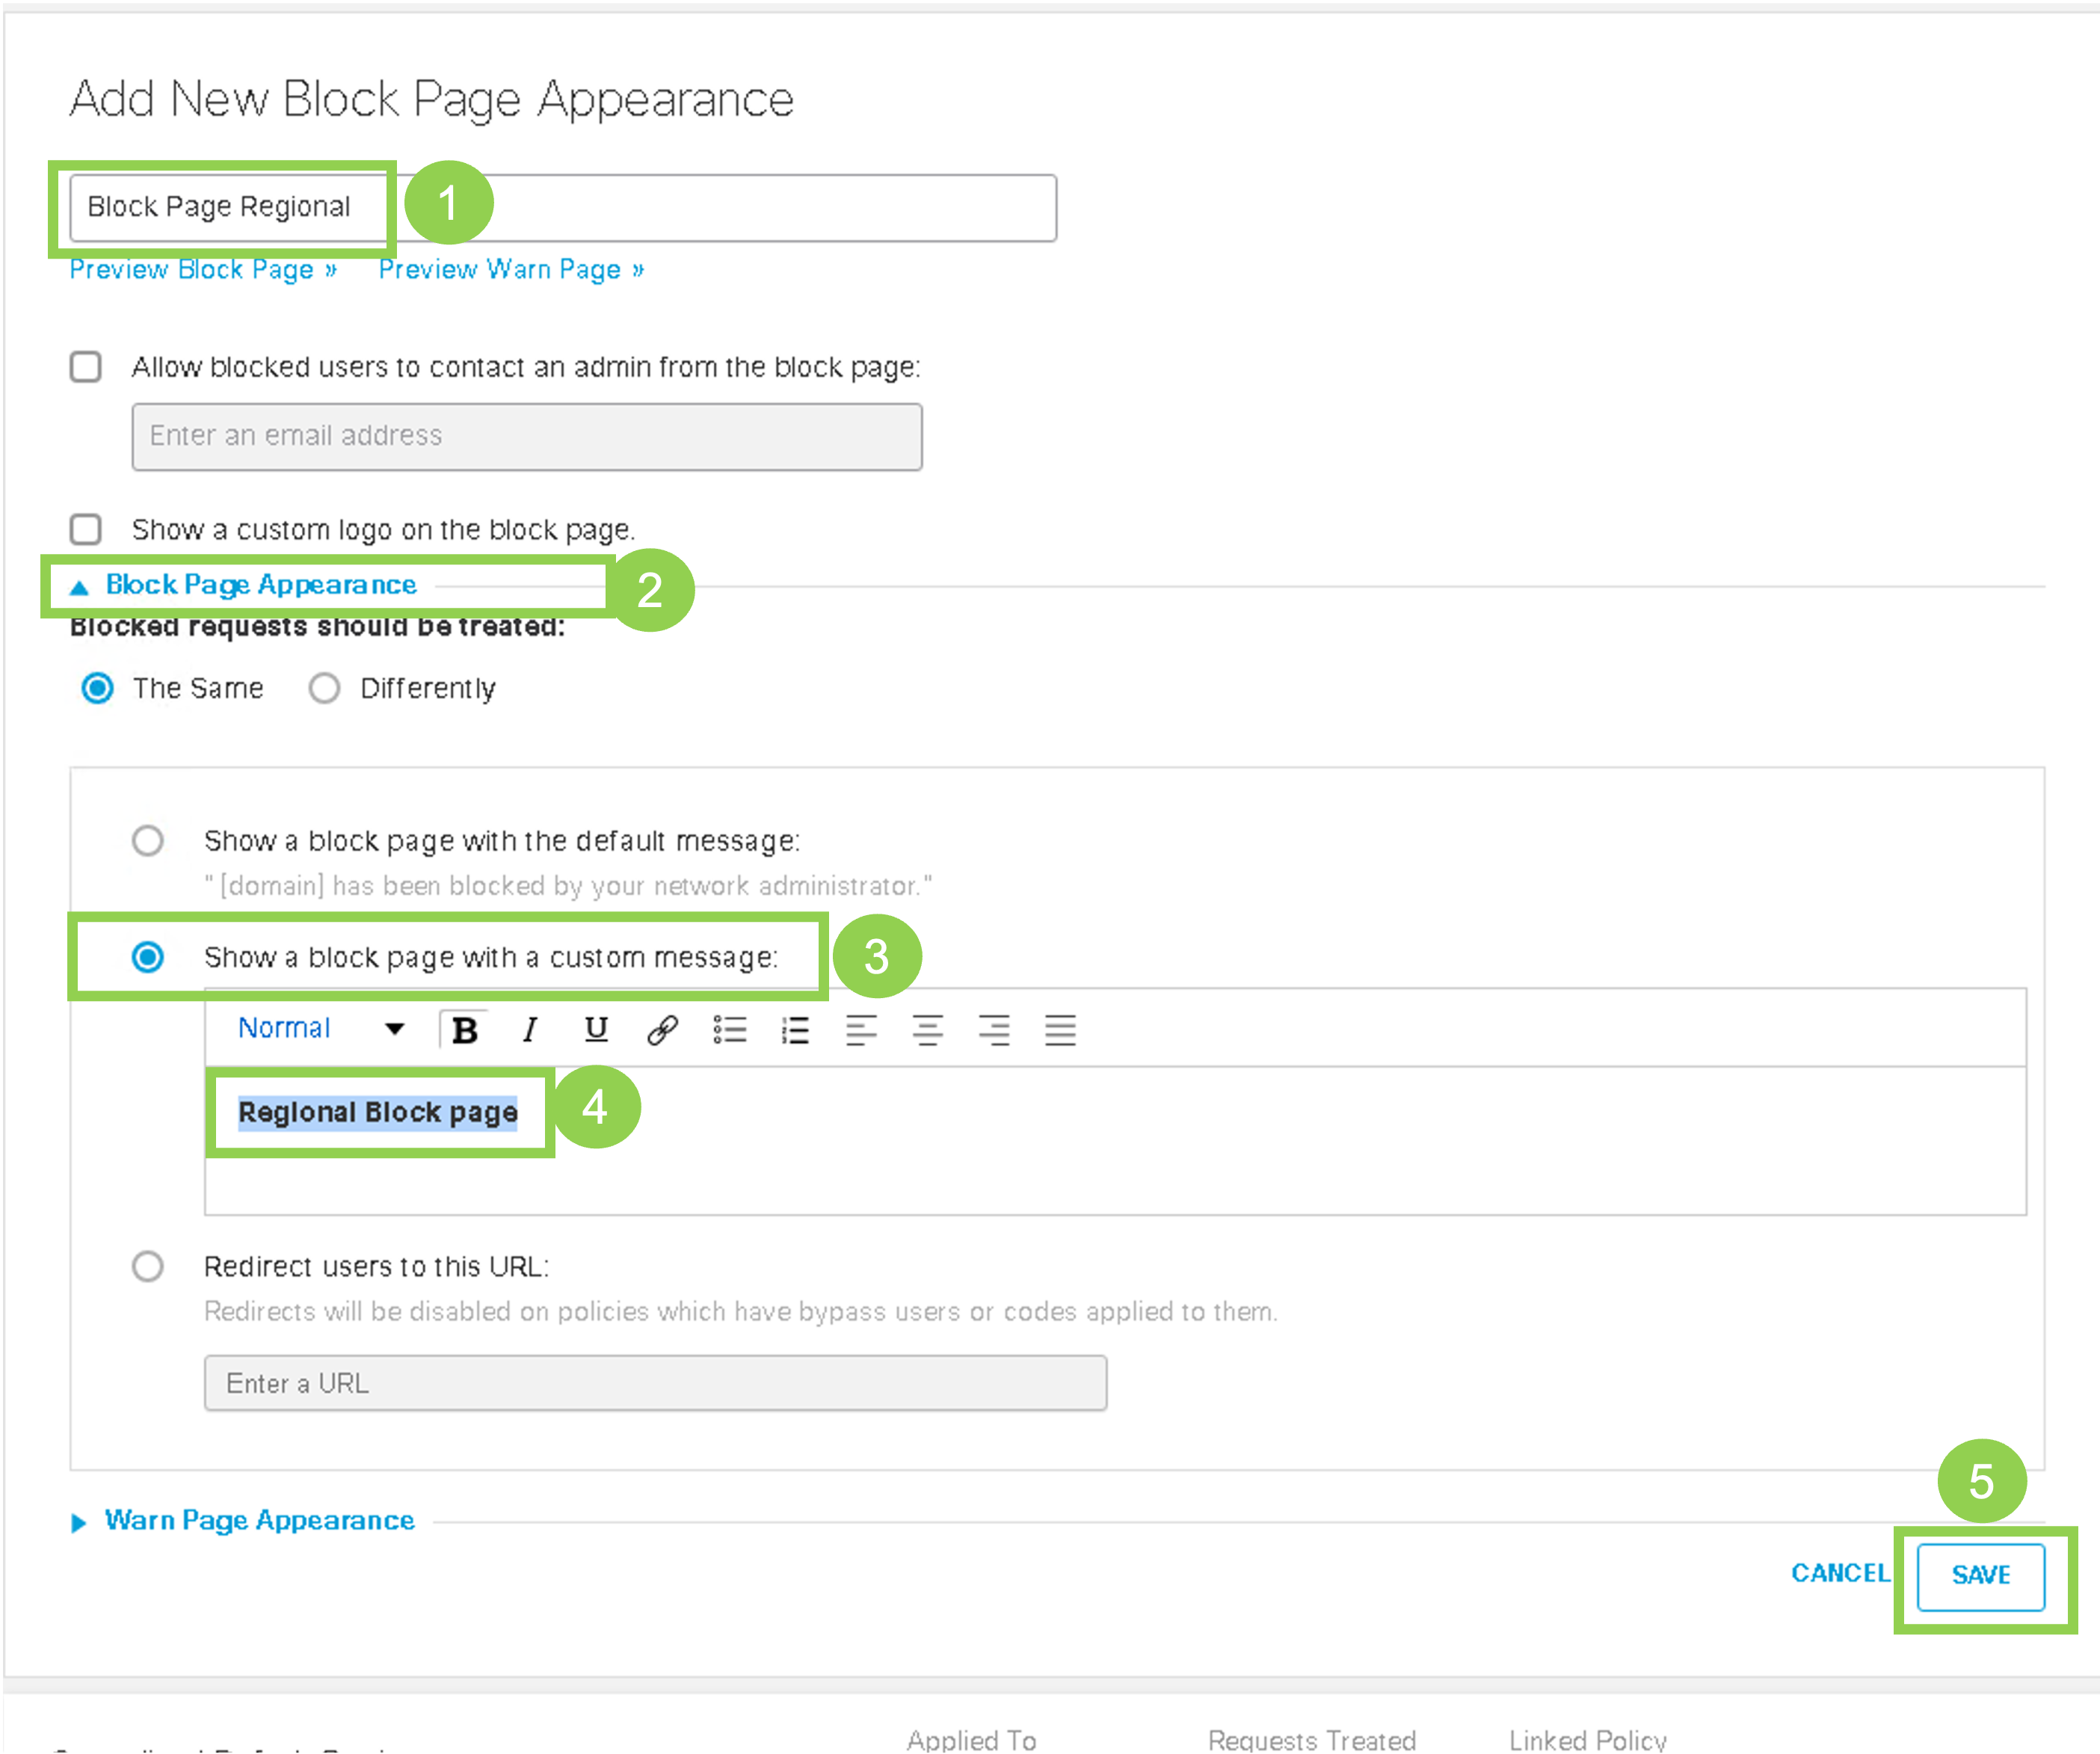 Add New Block Page Appearance
Block Page Regional 1
Preview Block Page » Preview Warn Page »
Allow blocked users to contact an admin from the block page:
Enter an email address
Show a custom logo on the block page.
Block Page Appearance 2
Blocked requests should be treated:
The Same Differently
Show a block page with the default message:
" [domain] has been blocked by your network administrator."
Show a block page with a custom message: 3
Normal B I U
Regional Block page 4
Redirect users to this URL:
Redirects will be disabled on policies which have bypass users or codes applied to them.
Enter a URL
5
Warn Page Appearance
CANCEL SAVE
Applied To Requests Treated Linked Policy